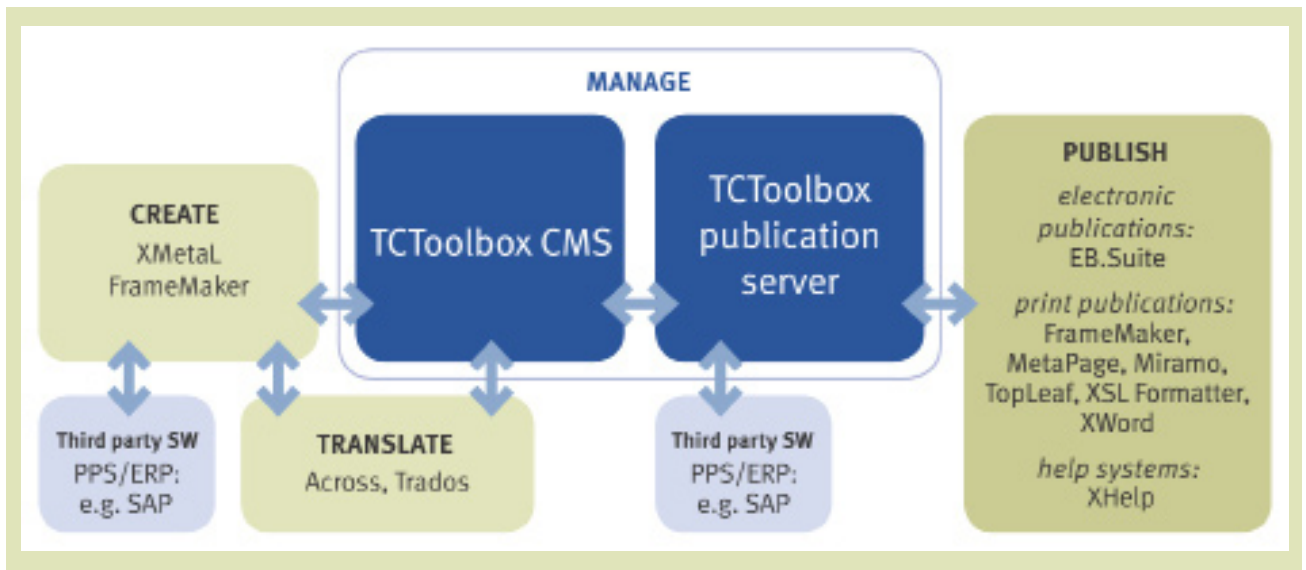 MANAGE
CREATE
XMetaL
FrameMaker
TCToolbox CMS
TCToolbox
publication
server
PUBLISH
electronic
publications:
EB.Suite
print publications:
FrameMaker,
MetaPage, Miramo,
TopLeaf, XSL Formatter,
XWord
help systems:
XHelp
Third party SW
PPS/ERP:
e.g. SAP
TRANSLATE
Across, Trados
Third party SW
PPS/ERP:
e.g. SAP